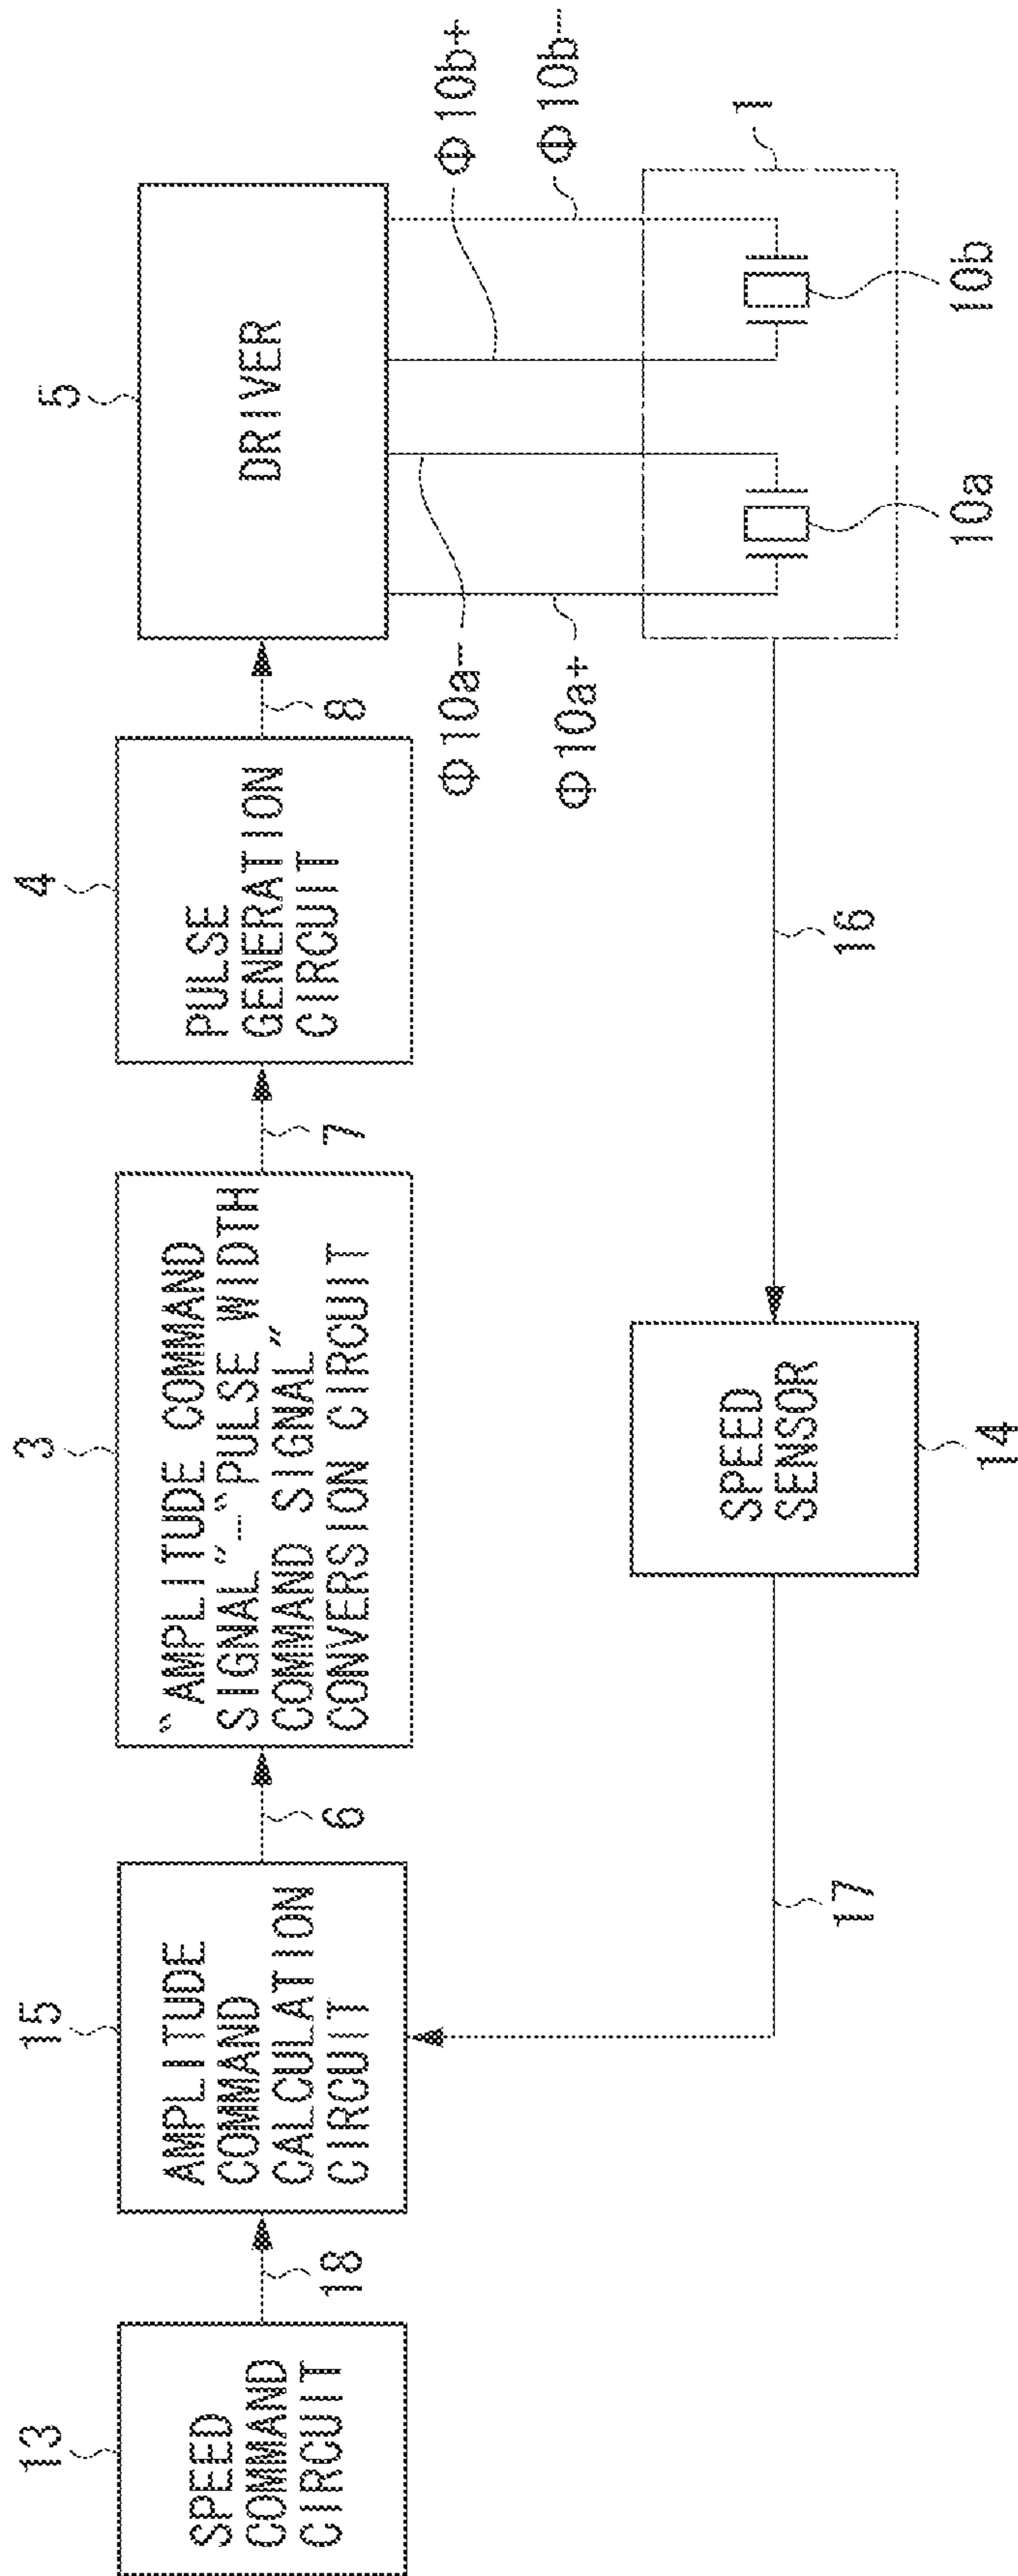 13
SPEED
COMMAND
CIRCUIT
18
15
AMPLITUDE
COMMAND
CALCULATION
CIRCUIT
6
3
“AMPLITUDE COMMAND
SIGNAL”–“PULSE WIDTH
COMMAND SIGNAL”
CONVERSION CIRCUIT
7
4
PULSE
GENERATION
CIRCUIT
8
5
DRIVER
Φ10b+
Φ10b−
Φ10a−
Φ10a+
1
10a
10b
16
SPEED
SENSOR
14
17